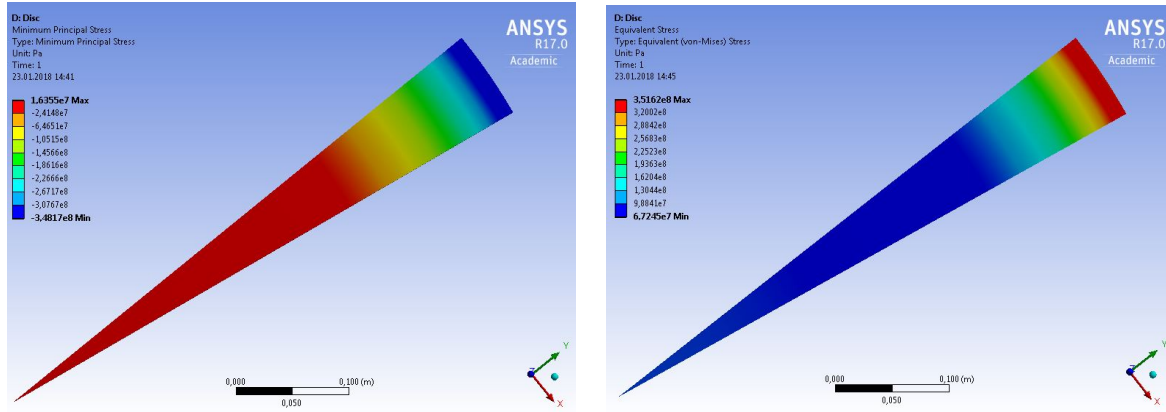 D: Disc
Minimum Principal Stress
Type: Minimum Principal Stress
Unit: Pa
Time: 1
23.01.2018 14:41
ANSYS
R17.0
Academic
1,6355e7 Max
-2,4148e7
-6,4651e7
-1,0515e8
-1,4566e8
-1,8616e8
-2,2666e8
-2,6717e8
-3,0767e8
-3,4817e8 Min
0,000
0,100 (m)
0,050
Y
Z
X
D: Disc
Equivalent Stress
Type: Equivalent (von-Mises) Stress
Unit: Pa
Time: 1
23.01.2018 14:45
ANSYS
R17.0
Academic
3,5162e8 Max
3,2002e8
2,8842e8
2,5683e8
2,2523e8
1,9363e8
1,6204e8
1,3044e8
9,8841e7
6,7245e7 Min
0,000
0,100 (m)
0,050
Y
Z
X